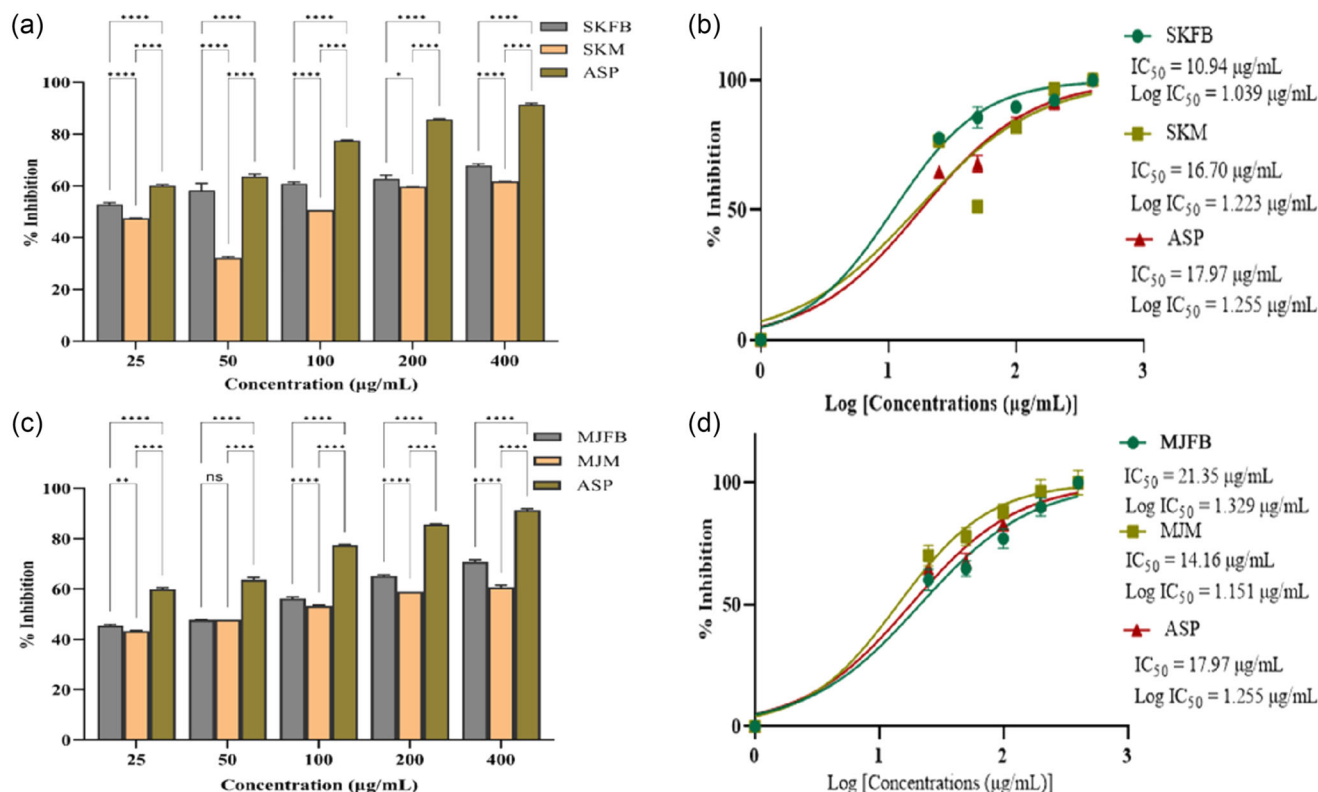 (a)
**** **** **** **** ****
**** **** **** **** ****
**** **** **** * ****
SKFB
SKM
ASP
100
80
60
40
20
0
% Inhibition
25 50 100 200 400
Concentration (µg/mL)
(b)
SKFB
IC50 = 10.94 µg/mL
Log IC50 = 1.039 µg/mL
SKM
IC50 = 16.70 µg/mL
Log IC50 = 1.223 µg/mL
ASP
IC50 = 17.97 µg/mL
Log IC50 = 1.255 µg/mL
100
50
0
% Inhibition
0 1 2 3
Log [Concentrations (µg/mL)]
(c)
**** **** **** **** ****
**** **** **** **** ****
** ns **** **** ****
MJFB
MJM
ASP
100
80
60
40
20
0
% Inhibition
25 50 100 200 400
Concentration (µg/mL)
(d)
MJFB
IC50 = 21.35 µg/mL
Log IC50 = 1.329 µg/mL
MJM
IC50 = 14.16 µg/mL
Log IC50 = 1.151 µg/mL
ASP
IC50 = 17.97 µg/mL
Log IC50 = 1.255 µg/mL
100
50
0
% Inhibition
0 1 2 3
Log [Concentrations (µg/mL)]